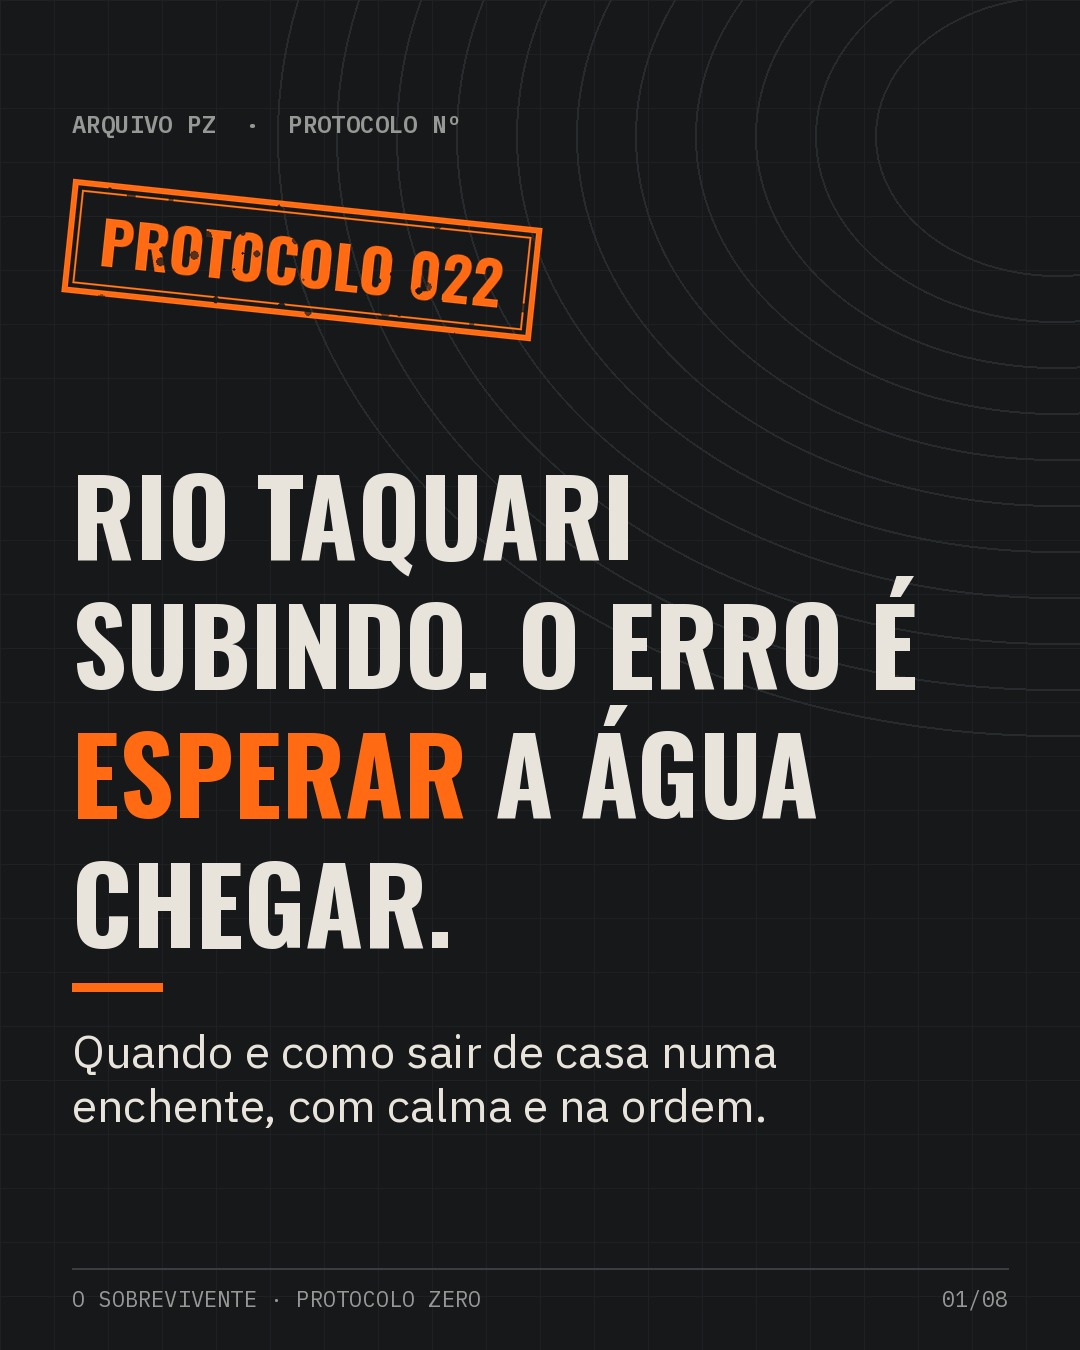 ARQUIVO PZ · PROTOCOLO Nº
PROTOCOLO 022
RIO TAQUARI
SUBINDO. O ERRO É
ESPERAR A ÁGUA
CHEGAR.
Quando e como sair de casa numa
enchente, com calma e na ordem.
O SOBREVIVENTE · PROTOCOLO ZERO
01/08